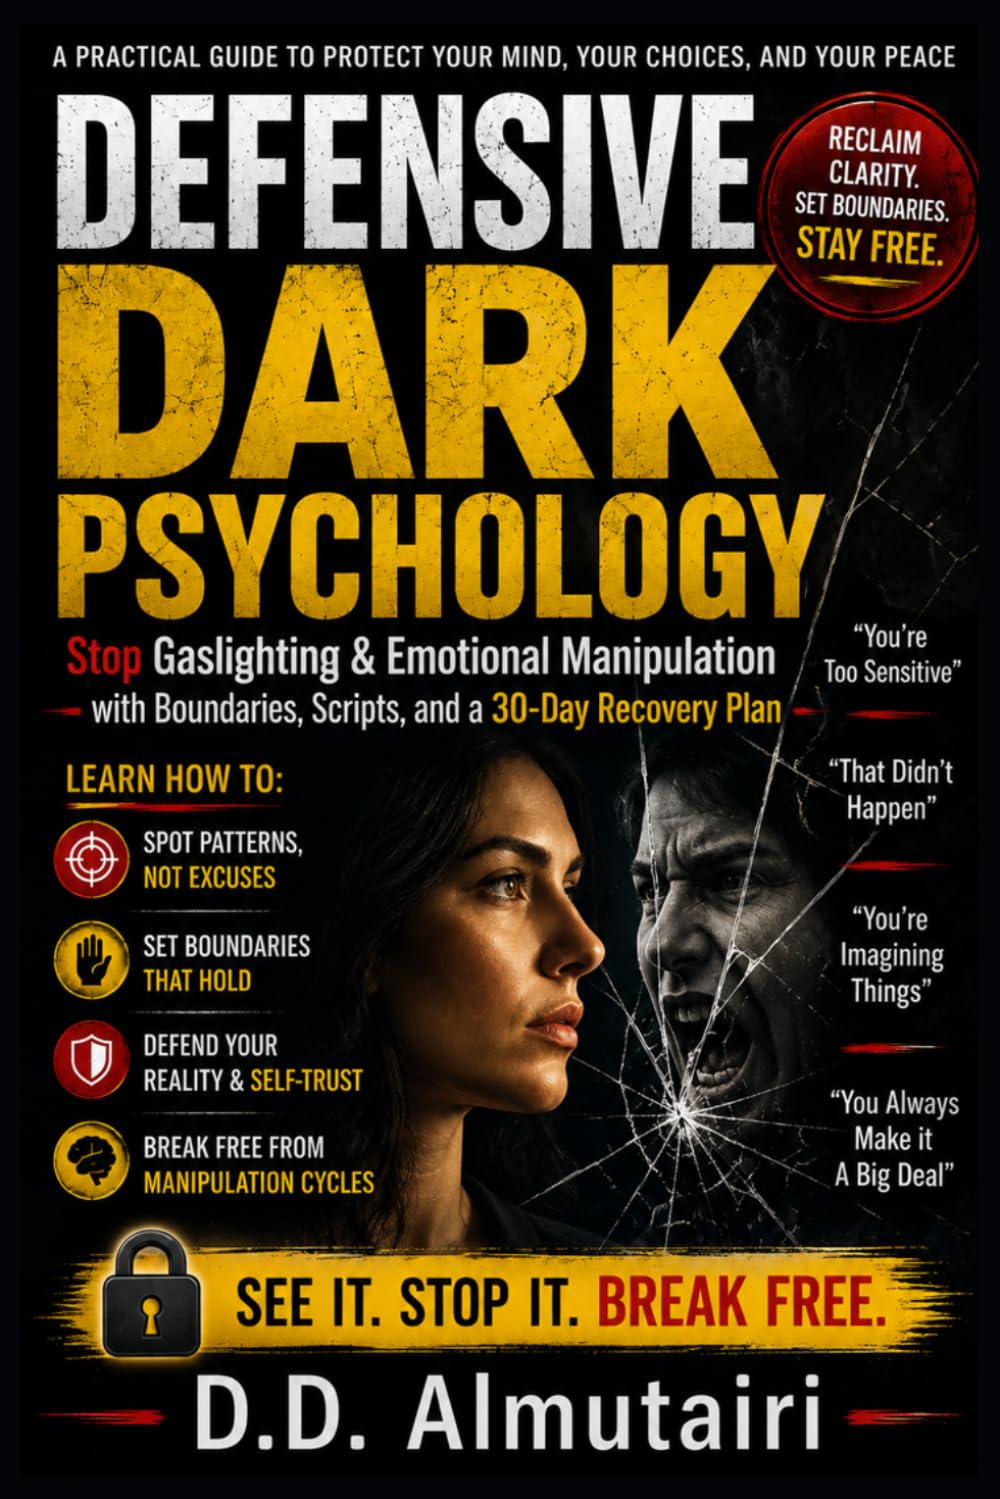 A PRACTICAL GUIDE TO PROTECT YOUR MIND, YOUR CHOICES, AND YOUR PEACE
DEFENSIVE
DARK
PSYCHOLOGY
RECLAIM
CLARITY.
SET BOUNDARIES.
STAY FREE.
Stop Gaslighting & Emotional Manipulation
with Boundaries, Scripts, and a 30-Day Recovery Plan
LEARN HOW TO:
SPOT PATTERNS,
NOT EXCUSES
SET BOUNDARIES
THAT HOLD
DEFEND YOUR
REALITY & SELF-TRUST
BREAK FREE FROM
MANIPULATION CYCLES
“You’re
Too Sensitive”
“That Didn’t
Happen”
“You’re
Imagining
Things”
“You Always
Make it
A Big Deal”
SEE IT. STOP IT. BREAK FREE.
D.D. Almutairi